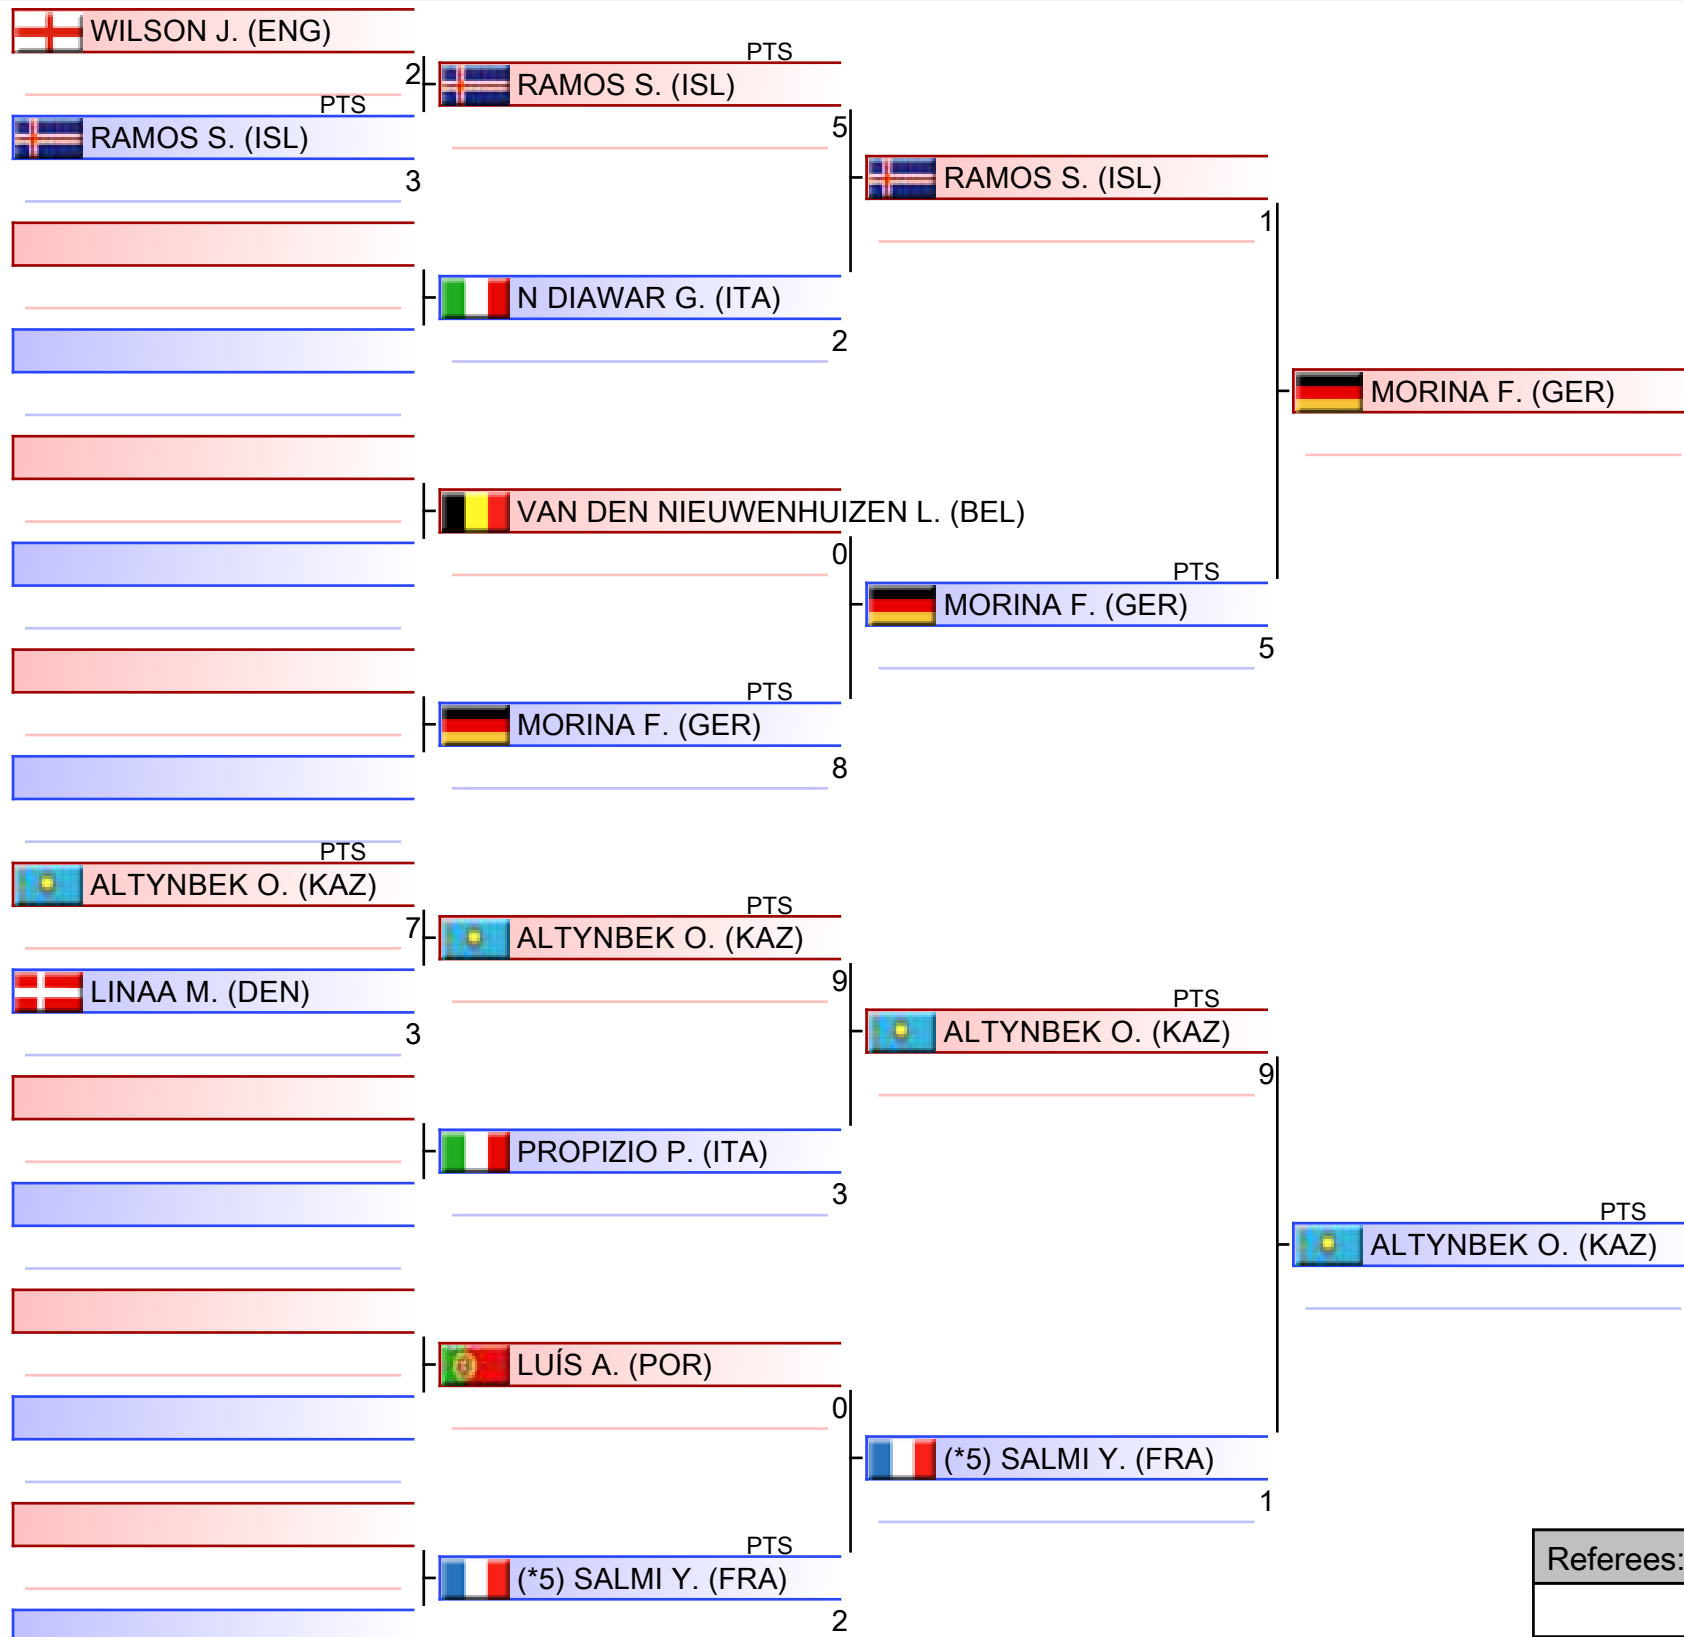 WILSON J. (ENG)
2
PTS
RAMOS S. (ISL)
3
PTS
RAMOS S. (ISL)
5
N DIAWAR G. (ITA)
2
RAMOS S. (ISL)
1
VAN DEN NIEUWENHUIZEN L. (BEL)
0
PTS
MORINA F. (GER)
8
PTS
MORINA F. (GER)
5
MORINA F. (GER)
PTS
ALTYNBEK O. (KAZ)
7
LINAA M. (DEN)
3
PTS
ALTYNBEK O. (KAZ)
9
PROPIZIO P. (ITA)
3
PTS
ALTYNBEK O. (KAZ)
9
LUÍS A. (POR)
0
PTS
(*5) SALMI Y. (FRA)
2
(*5) SALMI Y. (FRA)
1
PTS
ALTYNBEK O. (KAZ)
Referees: